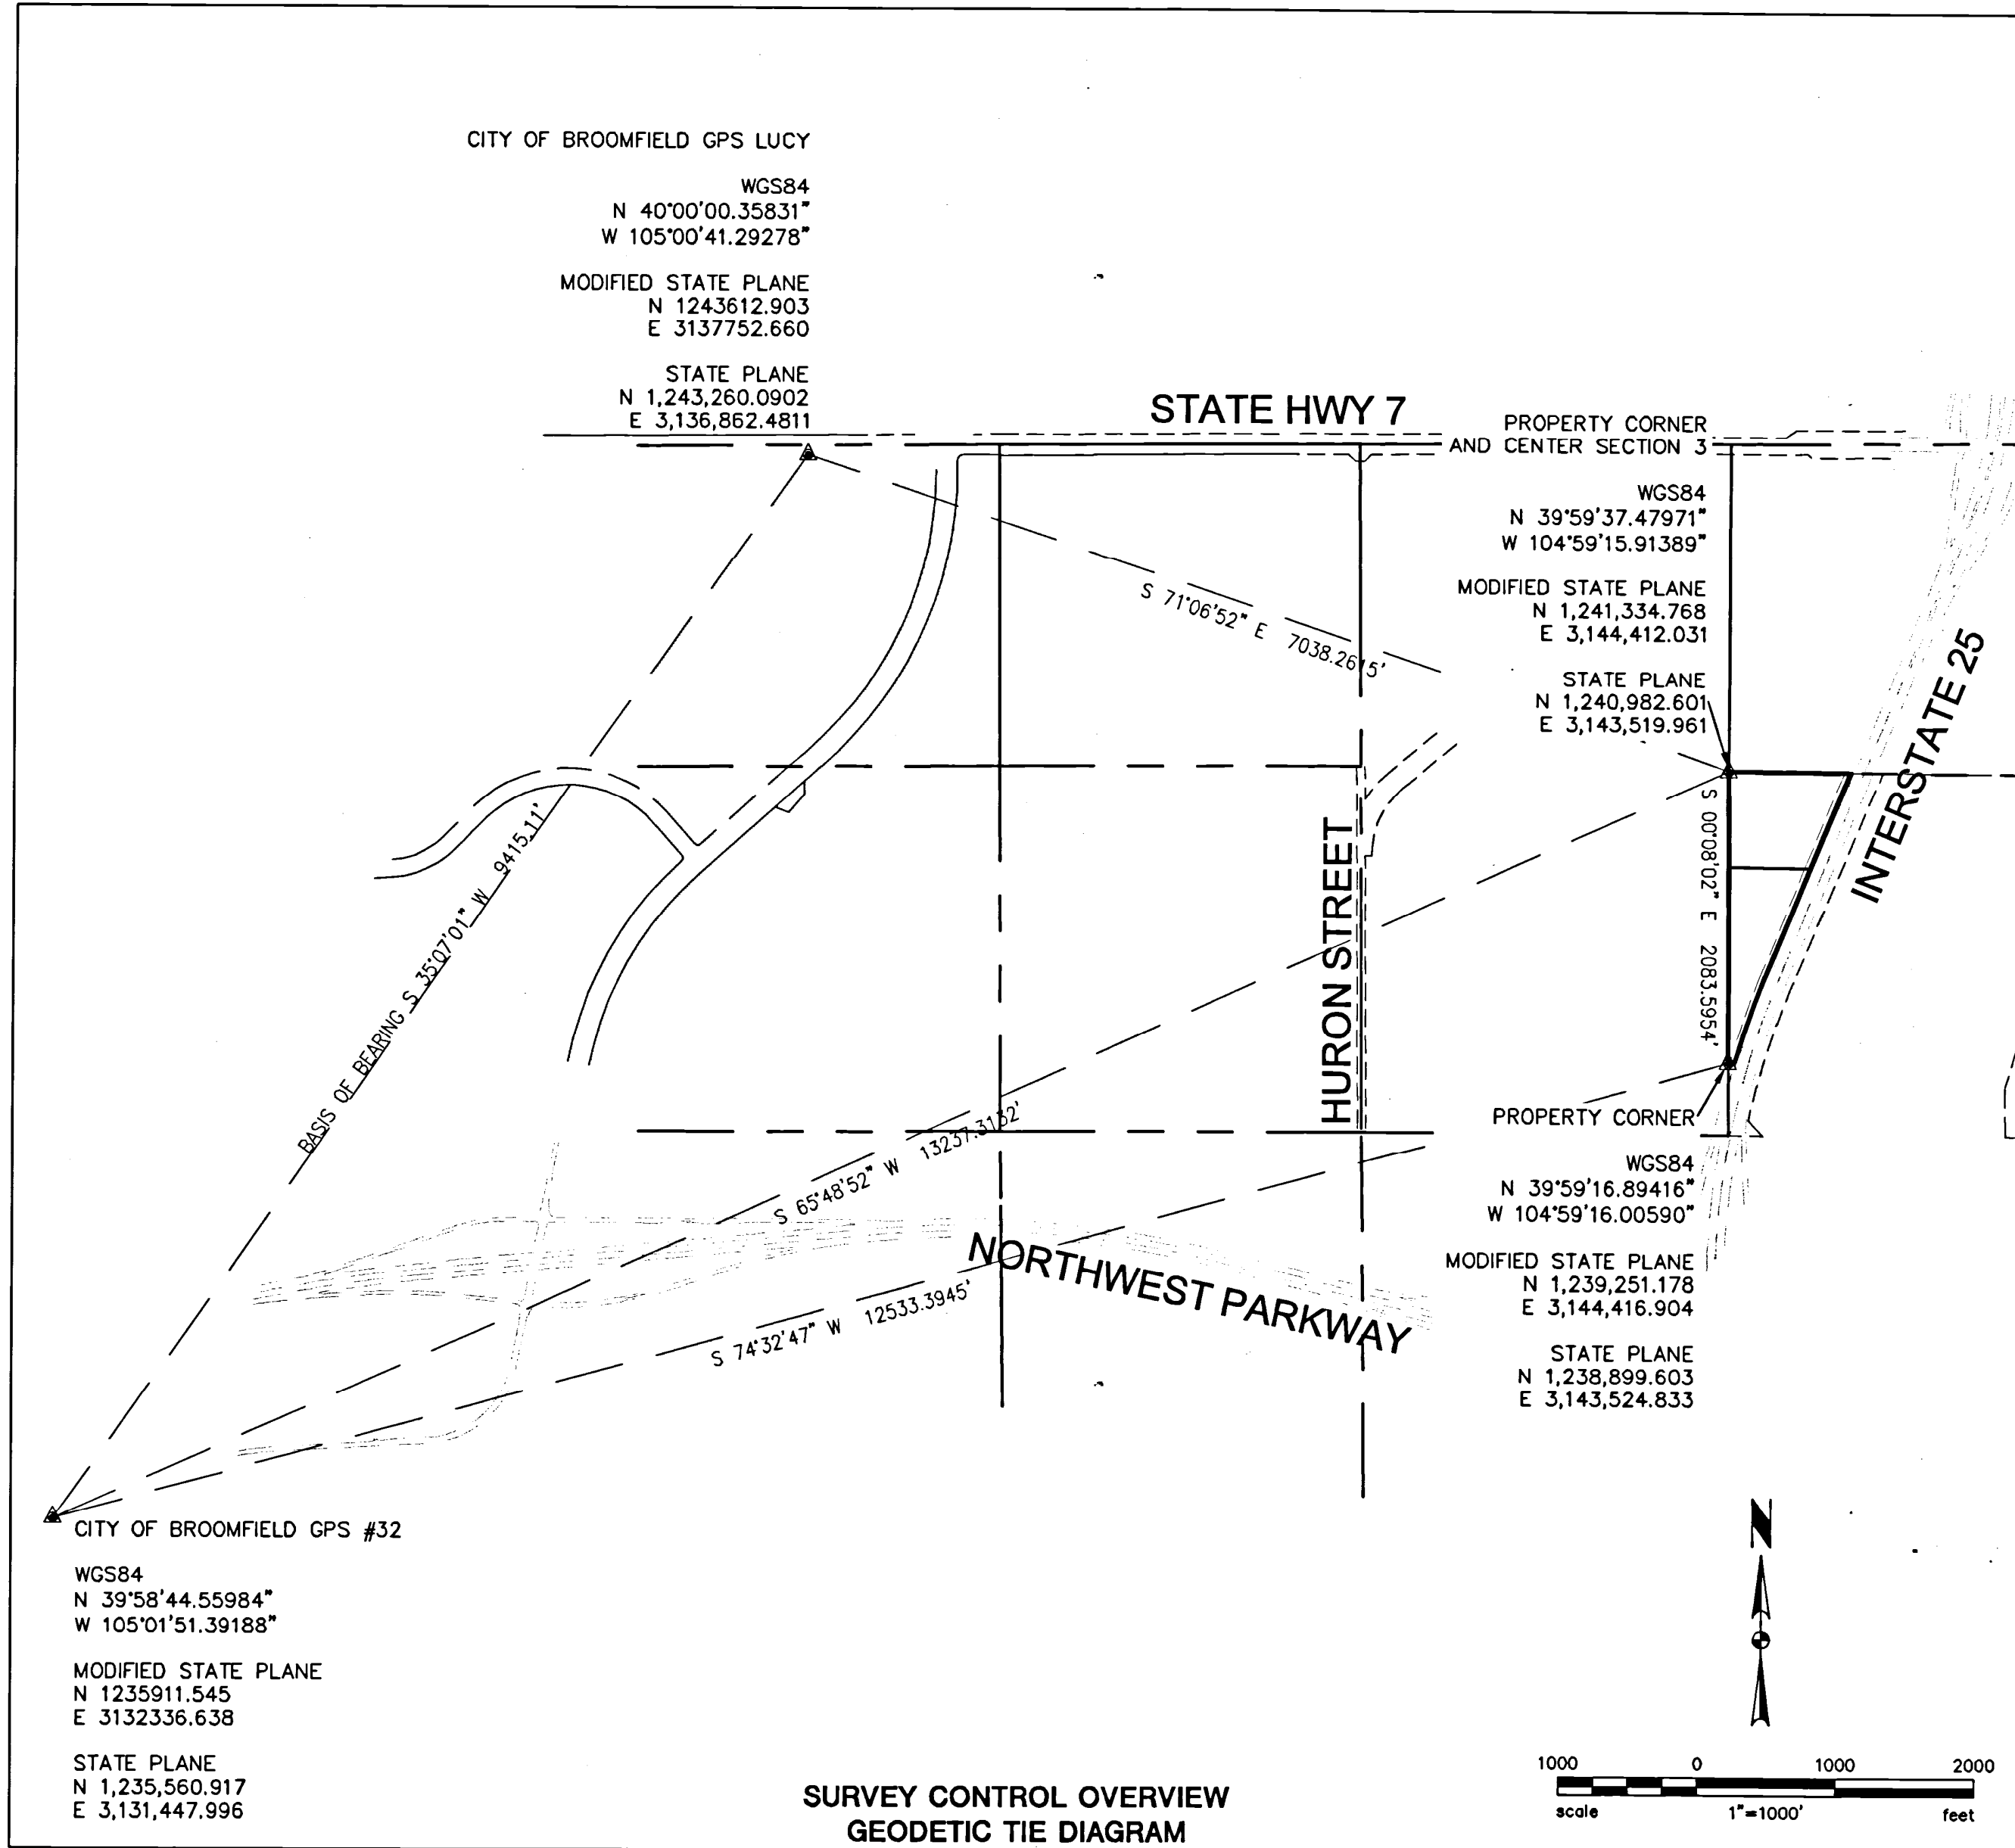 CITY OF BROOMFIELD GPS LUCY
WGS84
N 40°00'00.35831"
W 105°00'41.29278"
MODIFIED STATE PLANE
N 1243612.903
E 3137752.660
STATE PLANE
N 1,243,260.0902
E 3,136,862.4811
STATE HWY 7
PROPERTY CORNER
AND CENTER SECTION 3
WGS84
N 39°59'37.47971"
W 104°59'15.91389"
MODIFIED STATE PLANE
N 1,241,334.768
E 3,144,412.031
STATE PLANE
N 1,240,982.601
E 3,143,519.961
S 71°06'52" E 7038.2615'
INTERSTATE 25
S 00°08'02" E 2083.5954'
HURON STREET
BASIS OF BEARING S 35°07'01" W 9415.11'
S 65°48'52" W 13237.3132'
S 74°32'47" W 12533.3945'
NORTHWEST PARKWAY
PROPERTY CORNER
WGS84
N 39°59'16.89416"
W 104°59'16.00590"
MODIFIED STATE PLANE
N 1,239,251.178
E 3,144,416.904
STATE PLANE
N 1,238,899.603
E 3,143,524.833
CITY OF BROOMFIELD GPS #32
WGS84
N 39°58'44.55984"
W 105°01'51.39188"
MODIFIED STATE PLANE
N 1235911.545
E 3132336.638
STATE PLANE
N 1,235,560.917
E 3,131,447.996
N
1000 0 1000 2000
scale 1"=1000' feet
SURVEY CONTROL OVERVIEW
GEODETIC TIE DIAGRAM